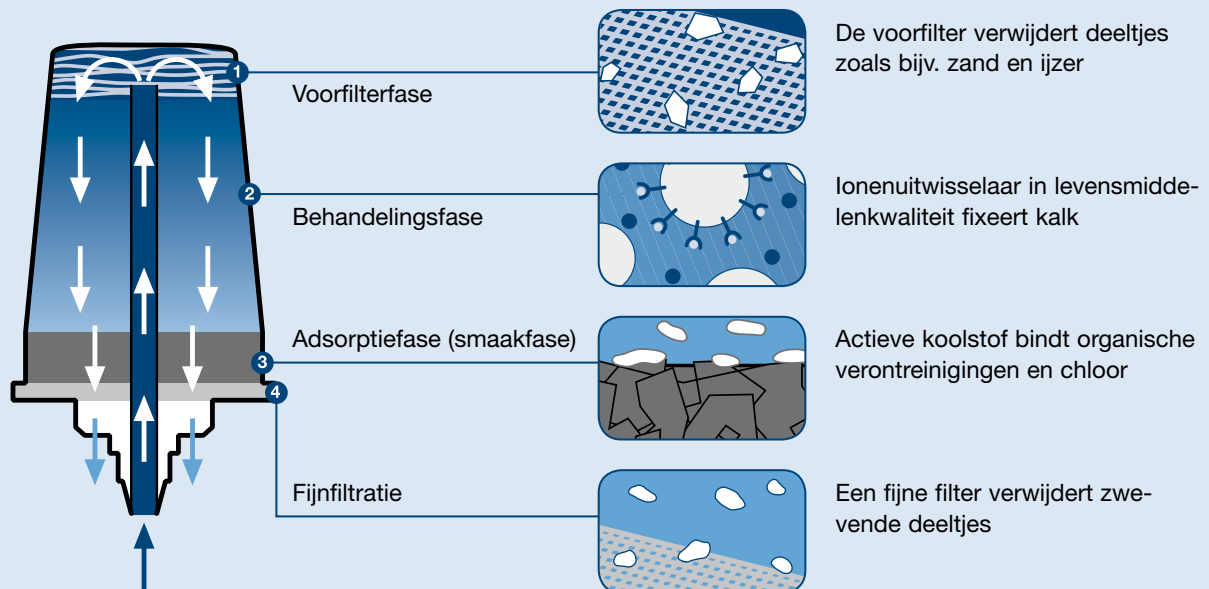 1
Voorfilterfase
De voorfilter verwijdert deeltjes
zoals bijv. zand en ijzer
2
Behandelingsfase
Ionenuitwisselaar in levensmidde-
lenkwaliteit fixeert kalk
3
Adsorptiefase (smaakfase)
Actieve koolstof bindt organische
verontreinigingen en chloor
4
Fijnfiltratie
Een fijne filter verwijdert zwe-
vende deeltjes